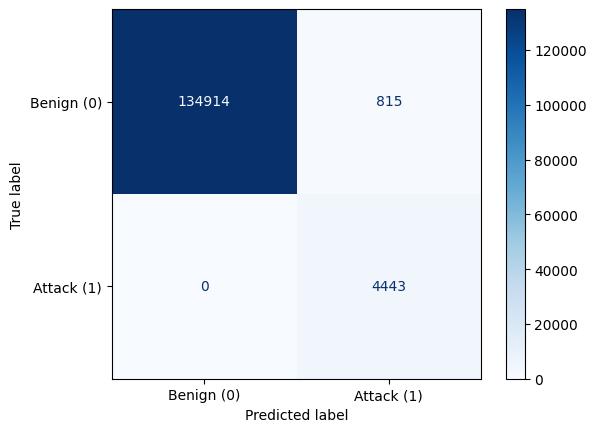 Benign (0)
134914
815
Attack (1)
0
4443
Benign (0)
Attack (1)
Predicted label
True label
120000
100000
80000
60000
40000
20000
0